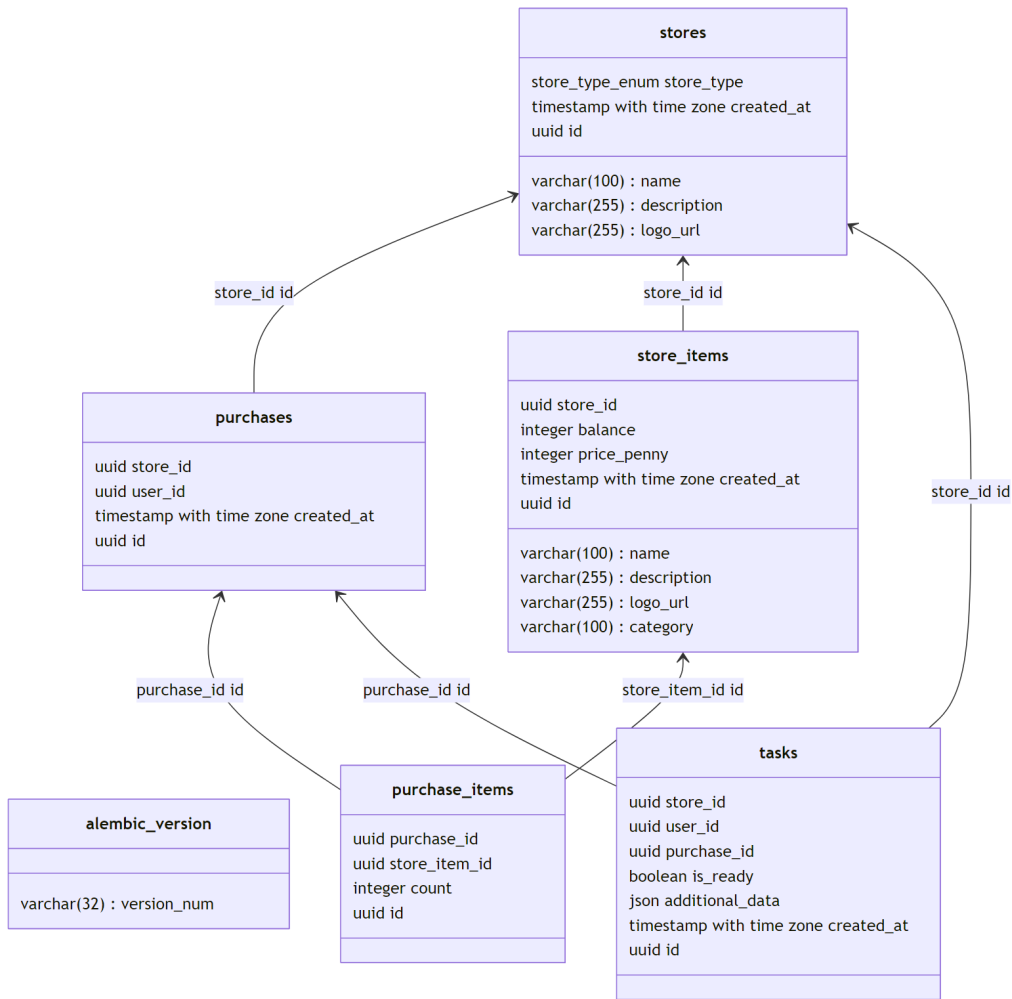 stores
store_type_enum store_type
timestamp with time zone created_at
uuid id
varchar(100) : name
varchar(255) : description
varchar(255) : logo_url
store_id id
store_id id
store_items
uuid store_id
integer balance
integer price_penny
timestamp with time zone created_at
uuid id
varchar(100) : name
varchar(255) : description
varchar(255) : logo_url
varchar(100) : category
purchases
uuid store_id
uuid user_id
timestamp with time zone created_at
uuid id
store_id id
purchase_id id
purchase_id id
store_item_id id
tasks
uuid store_id
uuid user_id
uuid purchase_id
boolean is_ready
json additional_data
timestamp with time zone created_at
uuid id
purchase_items
uuid purchase_id
uuid store_item_id
integer count
uuid id
alembic_version
varchar(32) : version_num